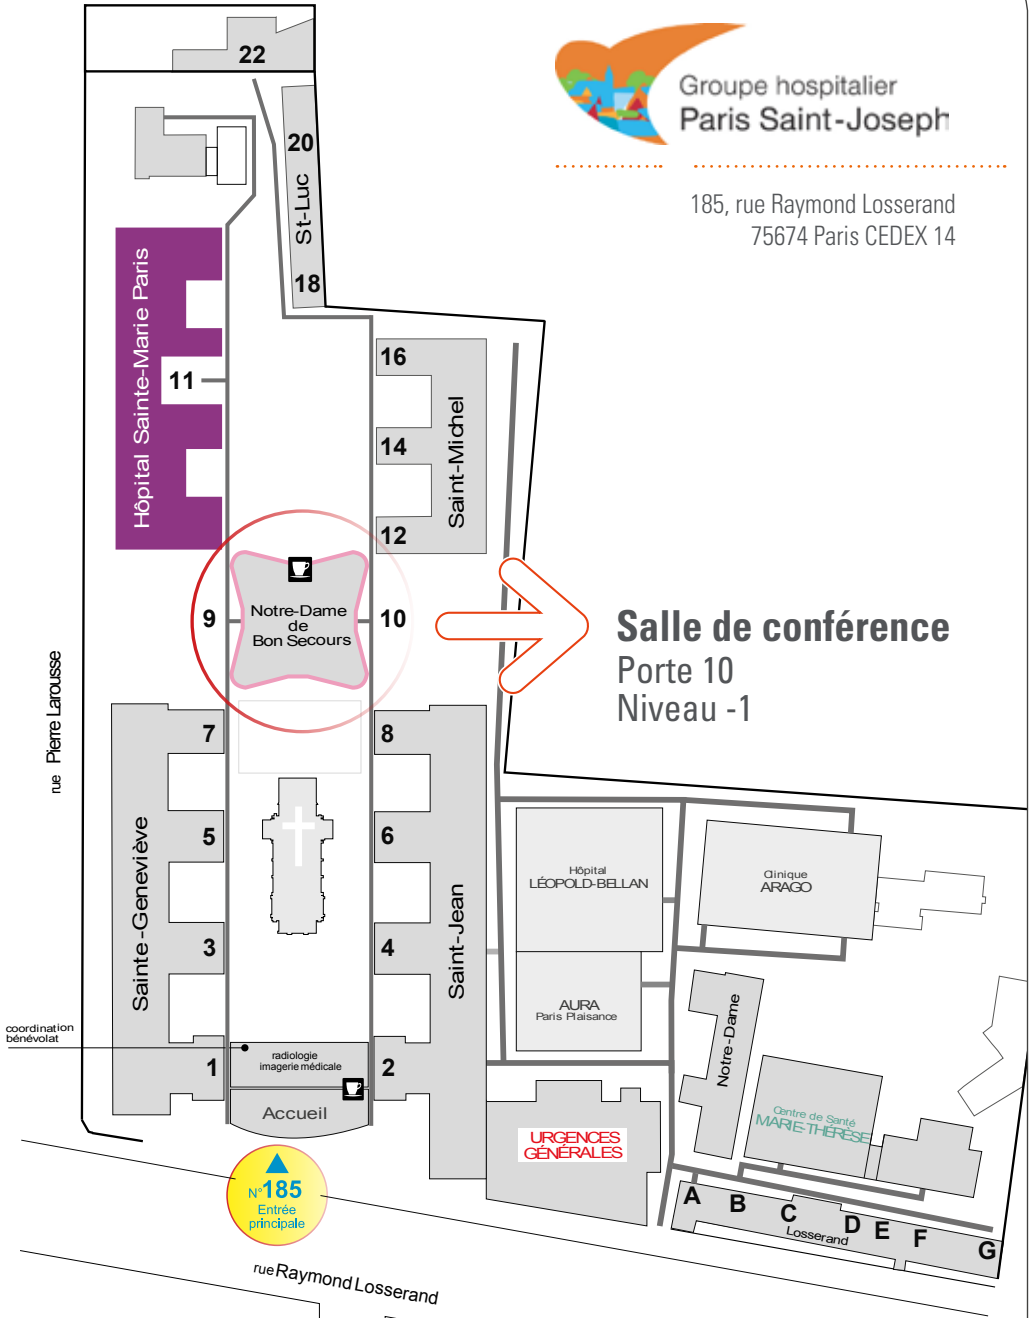 22
Groupe hospitalier
Paris Saint-Joseph
185, rue Raymond Losserand
75674 Paris CEDEX 14
20
St-Luc
18
Hôpital Sainte-Marie Paris
11
16
14
12
Saint-Michel
9
Notre-Dame
de
Bon Secours
10
Salle de conférence
Porte 10
Niveau -1
rue Pierre Larousse
7
8
5
6
3
4
1
2
Sainte-Geneviève
Saint-Jean
Hôpital
LÉOPOLD-BELLAN
Clinique
ARAGO
AURA
Paris Plaisance
Notre-Dame
coordination
bénévolat
radiologie
imagerie médicale
Accueil
Centre de Santé
MARIE-THÉRÈSE
URGENCES
GÉNÉRALES
N°185
Entrée
principale
A
B
C
D
E
F
G
Losserand
rue Raymond Losserand